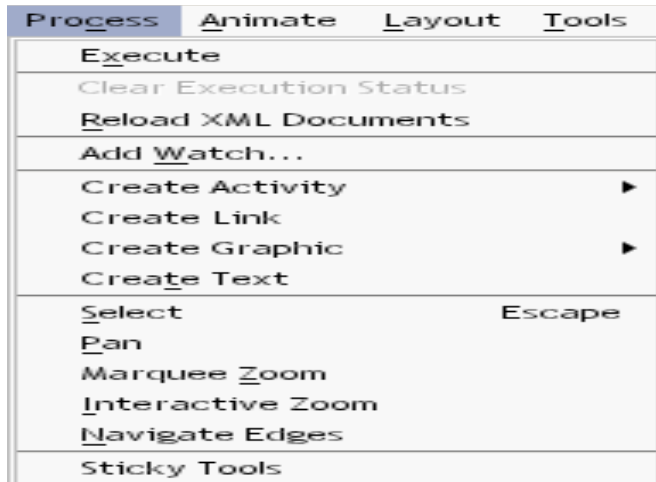 Process Animate Layout Tools
Execute
Clear Execution Status
Reload XML Documents
Add Watch...
Create Activity
Create Link
Create Graphic
Create Text
Select Escape
Pan
Marquee Zoom
Interactive Zoom
Navigate Edges
Sticky Tools